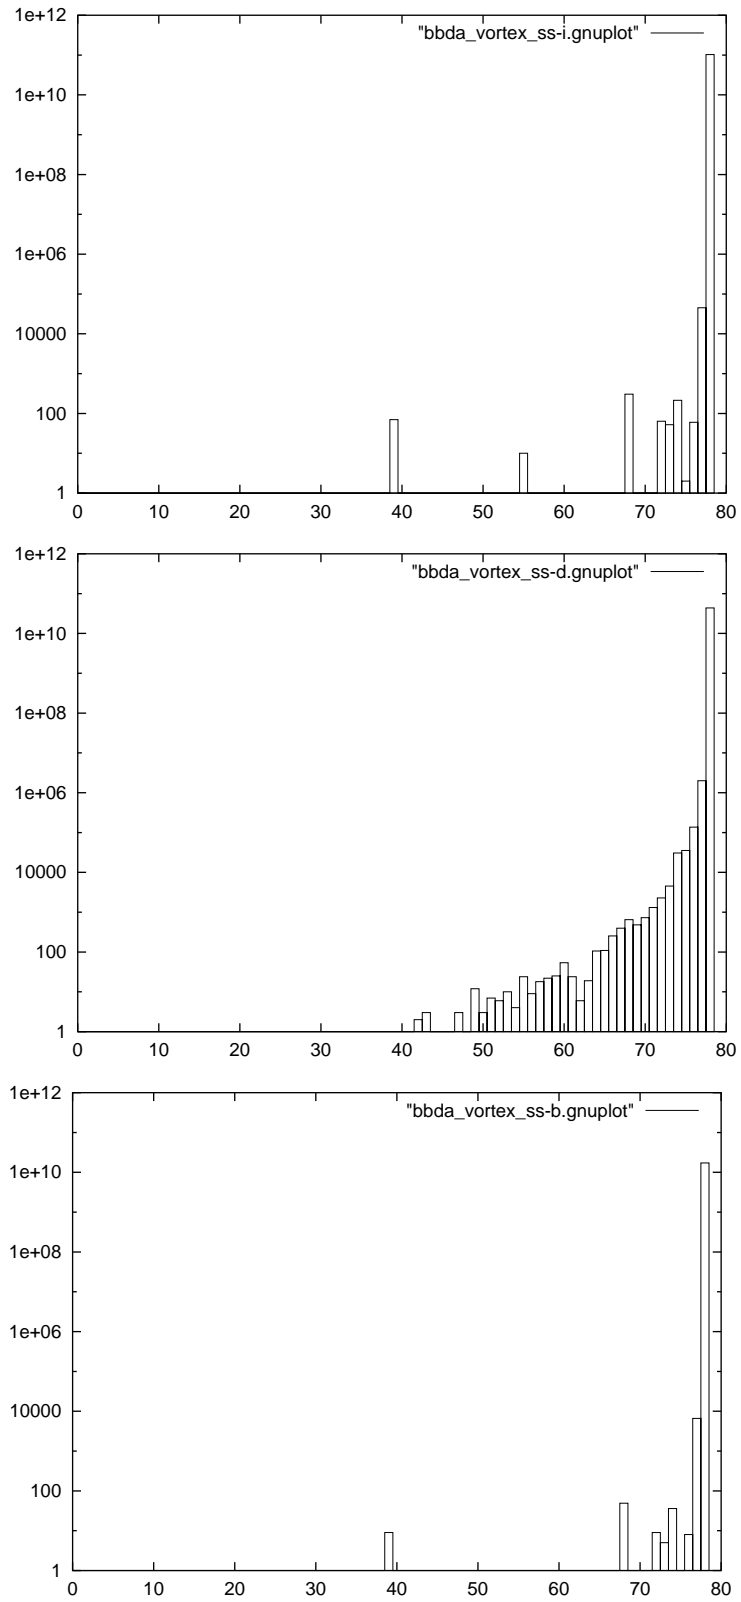 1e+12
"bbda_vortex_ss-i.gnuplot"
1e+10
1e+08
1e+06
10000
100
1
0 10 20 30 40 50 60 70 80
1e+12
"bbda_vortex_ss-d.gnuplot"
1e+10
1e+08
1e+06
10000
100
1
0 10 20 30 40 50 60 70 80
1e+12
"bbda_vortex_ss-b.gnuplot"
1e+10
1e+08
1e+06
10000
100
1
0 10 20 30 40 50 60 70 80